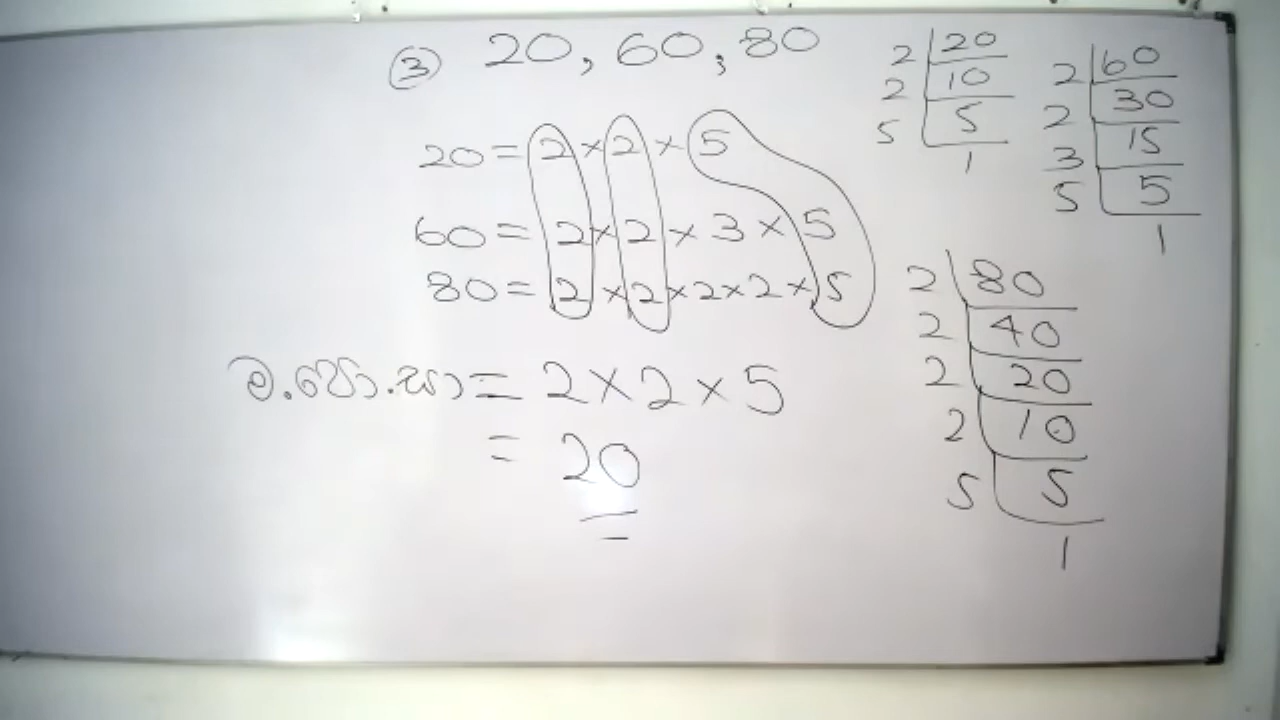 ③ 20, 60, 80
20 = 2 × 2 × 5
60 = 2 × 2 × 3 × 5
80 = 2 × 2 × 2 × 2 × 5
ම.පො.සා = 2 × 2 × 5
= 20
2 | 20
2 | 10
5 | 5
1
2 | 60
2 | 30
3 | 15
5 | 5
1
2 | 80
2 | 40
2 | 20
2 | 10
5 | 5
1